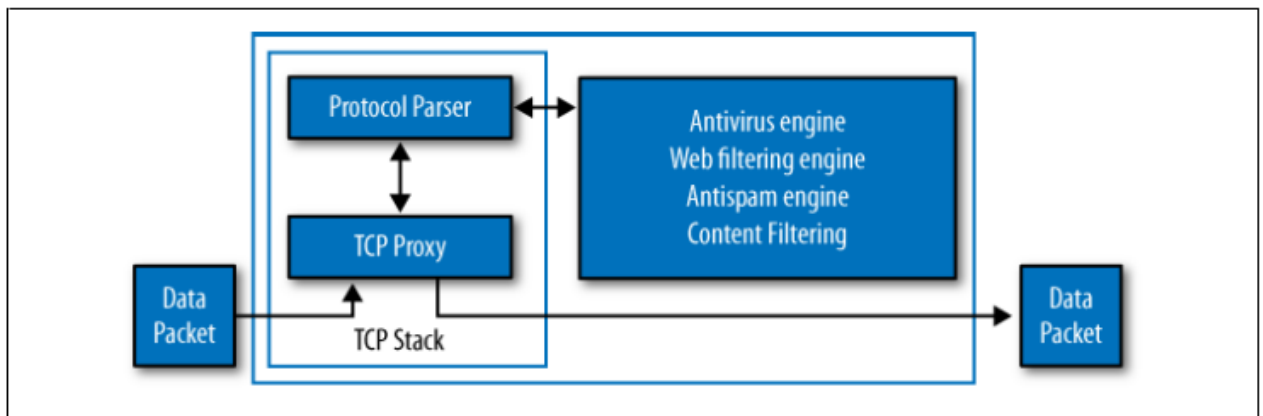 Protocol Parser
Antivirus engine
Web filtering engine
Antispam engine
Content Filtering
TCP Proxy
Data
Packet
TCP Stack
Data
Packet